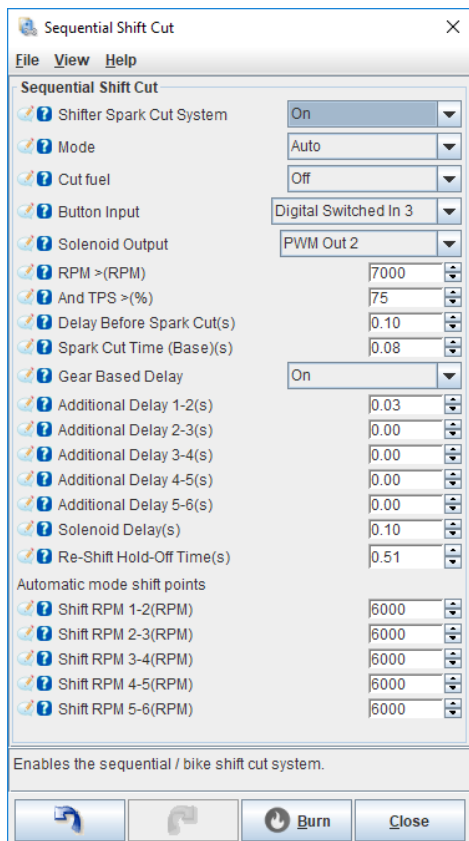 Sequential Shift Cut
File View Help
Sequential Shift Cut
Shifter Spark Cut System On
Mode Auto
Cut fuel Off
Button Input Digital Switched In 3
Solenoid Output PWM Out 2
RPM >(RPM) 7000
And TPS >(%) 75
Delay Before Spark Cut(s) 0.10
Spark Cut Time (Base)(s) 0.08
Gear Based Delay On
Additional Delay 1-2(s) 0.03
Additional Delay 2-3(s) 0.00
Additional Delay 3-4(s) 0.00
Additional Delay 4-5(s) 0.00
Additional Delay 5-6(s) 0.00
Solenoid Delay(s) 0.10
Re-Shift Hold-Off Time(s) 0.51
Automatic mode shift points
Shift RPM 1-2(RPM) 6000
Shift RPM 2-3(RPM) 6000
Shift RPM 3-4(RPM) 6000
Shift RPM 4-5(RPM) 6000
Shift RPM 5-6(RPM) 6000
Enables the sequential / bike shift cut system.
Burn Close